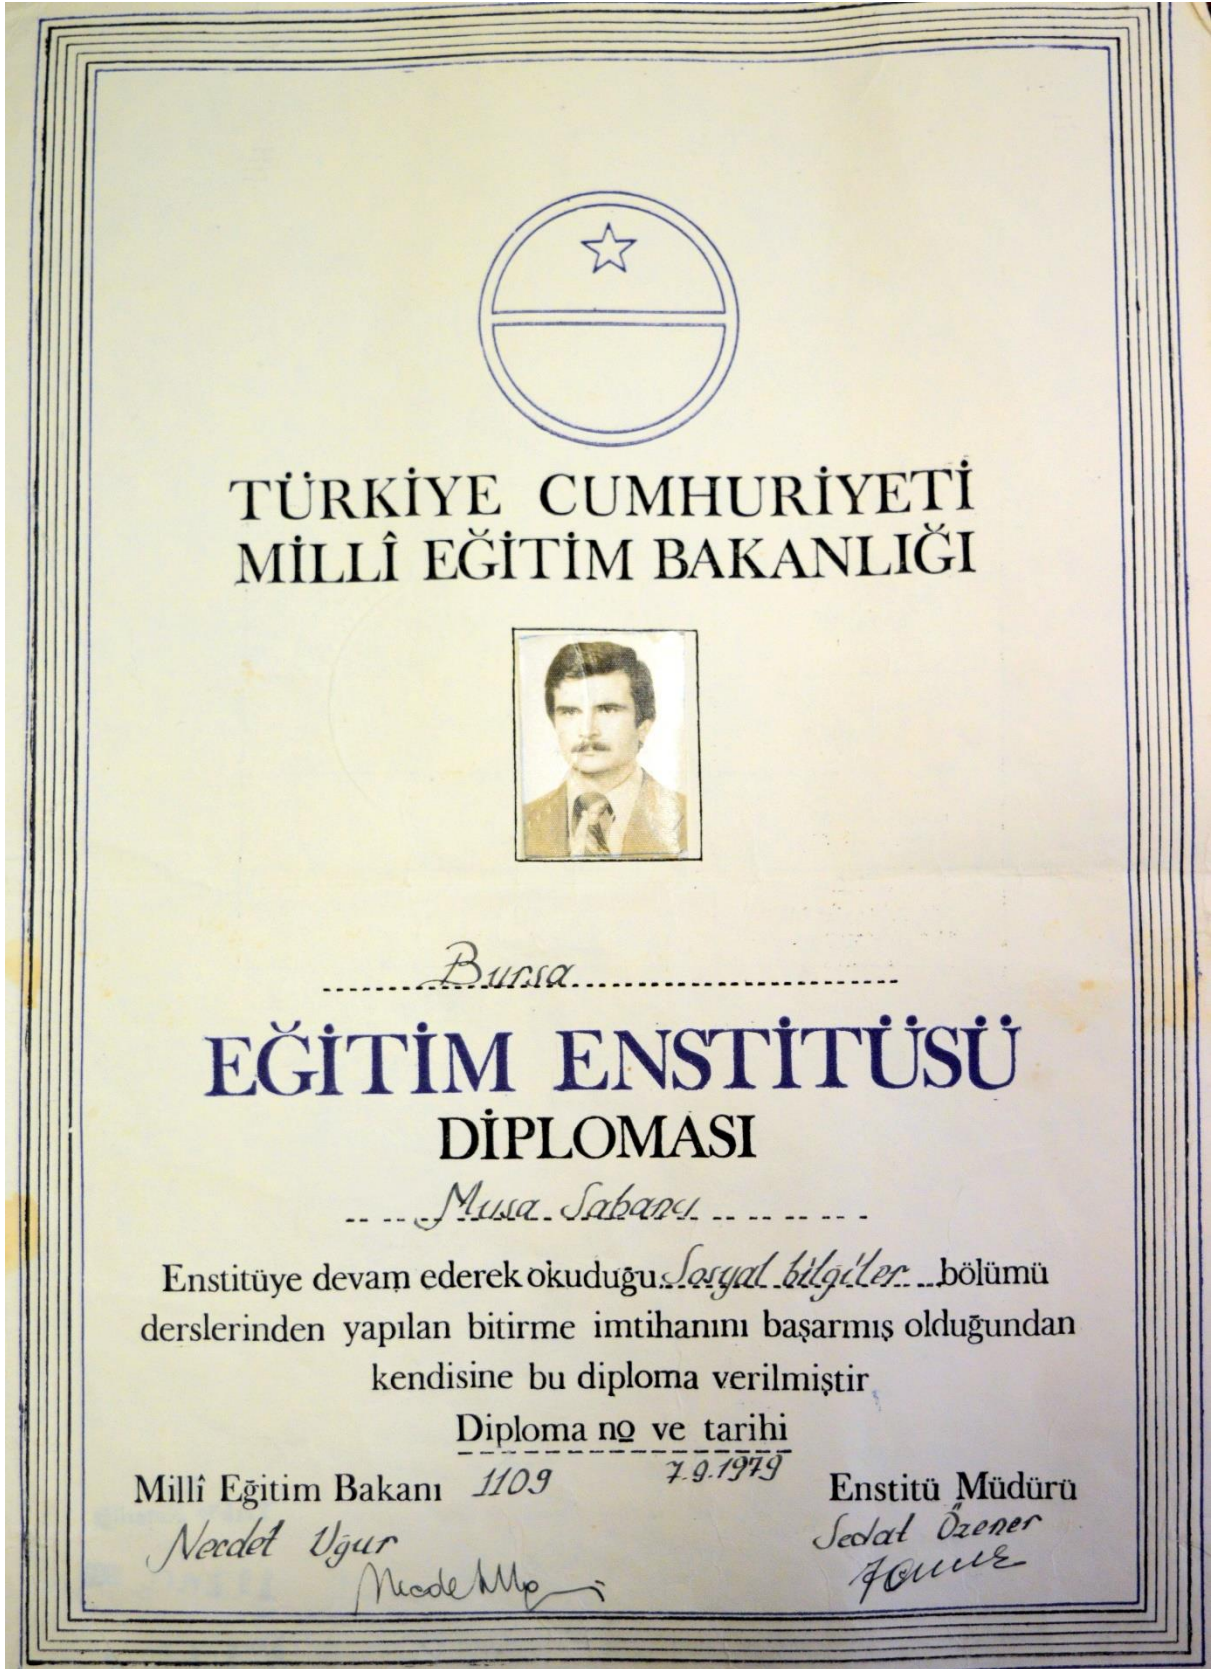 TÜRKİYE CUMHURİYETİ
MİLLÎ EĞİTİM BAKANLIĞI
Bursa
EĞİTİM ENSTİTÜSÜ
DİPLOMASI
Musa Sabancı
Enstitüye devam ederek okuduğu Sosyal bilgiler bölümü
derslerinden yapılan bitirme imtihanını başarmış olduğundan
kendisine bu diploma verilmiştir
Diploma no ve tarihi
Millî Eğitim Bakanı 1109 7.9.1979 Enstitü Müdürü
Necdet Uğur Sedat Özener